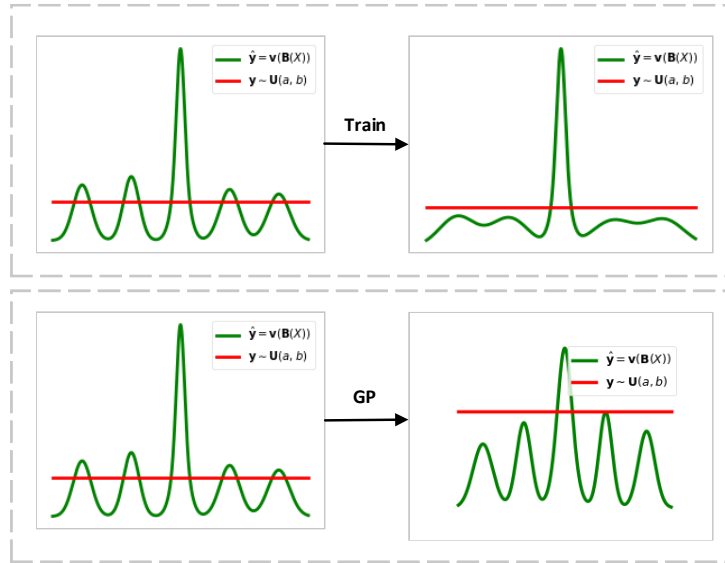 ŷ = v(B(X))
y ~ U(a, b)
Train
ŷ = v(B(X))
y ~ U(a, b)
ŷ = v(B(X))
y ~ U(a, b)
GP
ŷ = v(B(X))
y ~ U(a, b)